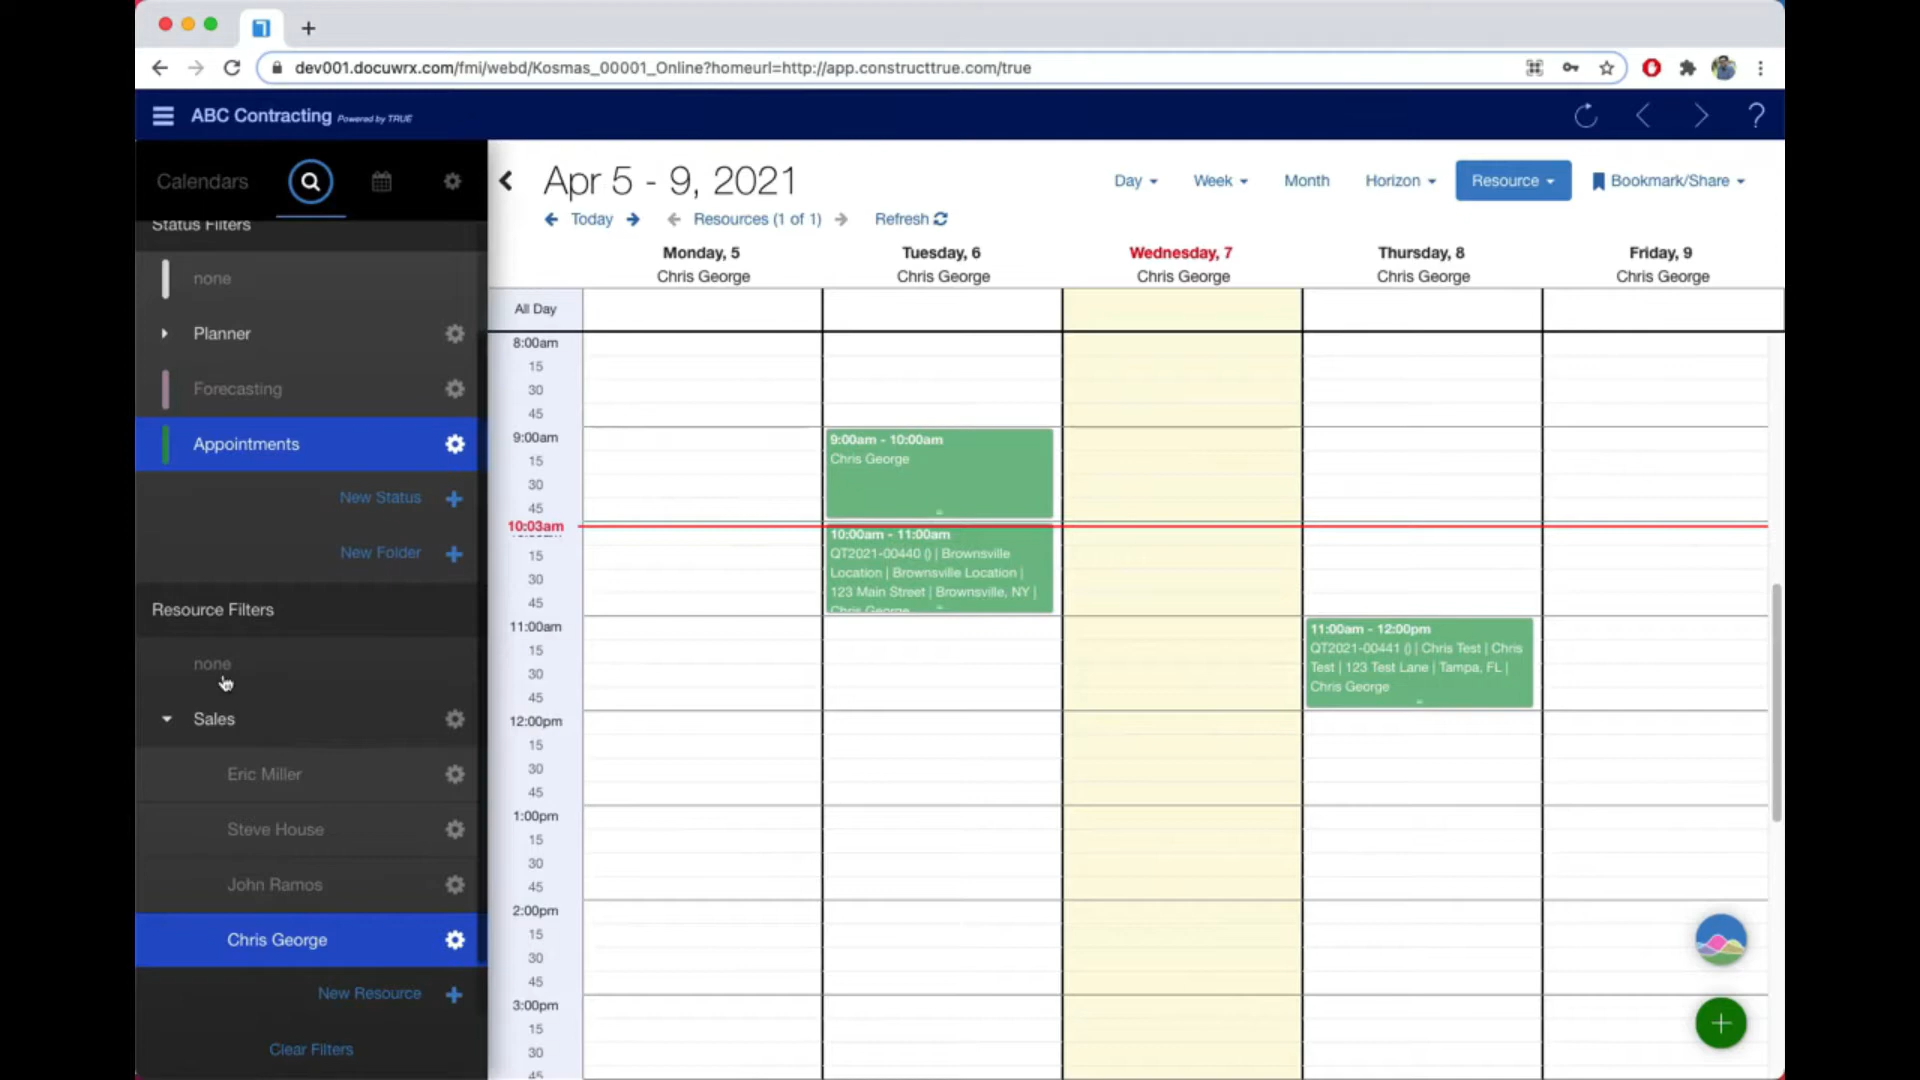 dev001.docuwrx.com/fmi/webd/Kosmas_00001_Online?homeurl=http://app.constructtrue.com/true
ABC Contracting Powered by TRUE
?
Calendars
Status Filters
none
Planner
Forecasting
Appointments
New Status +
New Folder +
Resource Filters
none
Sales
Eric Miller
Steve House
John Ramos
Chris George
New Resource +
Clear Filters
Apr 5 - 9, 2021
Day
Week
Month
Horizon
Resource
Bookmark/Share
Today
Resources (1 of 1)
Refresh
Monday, 5
Chris George
Tuesday, 6
Chris George
Wednesday, 7
Chris George
Thursday, 8
Chris George
Friday, 9
Chris George
All Day
8:00am
15
30
45
9:00am
15
30
45
10:03am
15
30
45
11:00am
15
30
45
12:00pm
15
30
45
1:00pm
15
30
45
2:00pm
15
30
45
3:00pm
15
30
45
9:00am - 10:00am
Chris George
10:00am - 11:00am
QT2021-00440 () | Brownsville
Location | Brownsville Location |
123 Main Street | Brownsville, NY |
Chris George
11:00am - 12:00pm
QT2021-00441 () | Chris Test | Chris
Test | 123 Test Lane | Tampa, FL |
Chris George